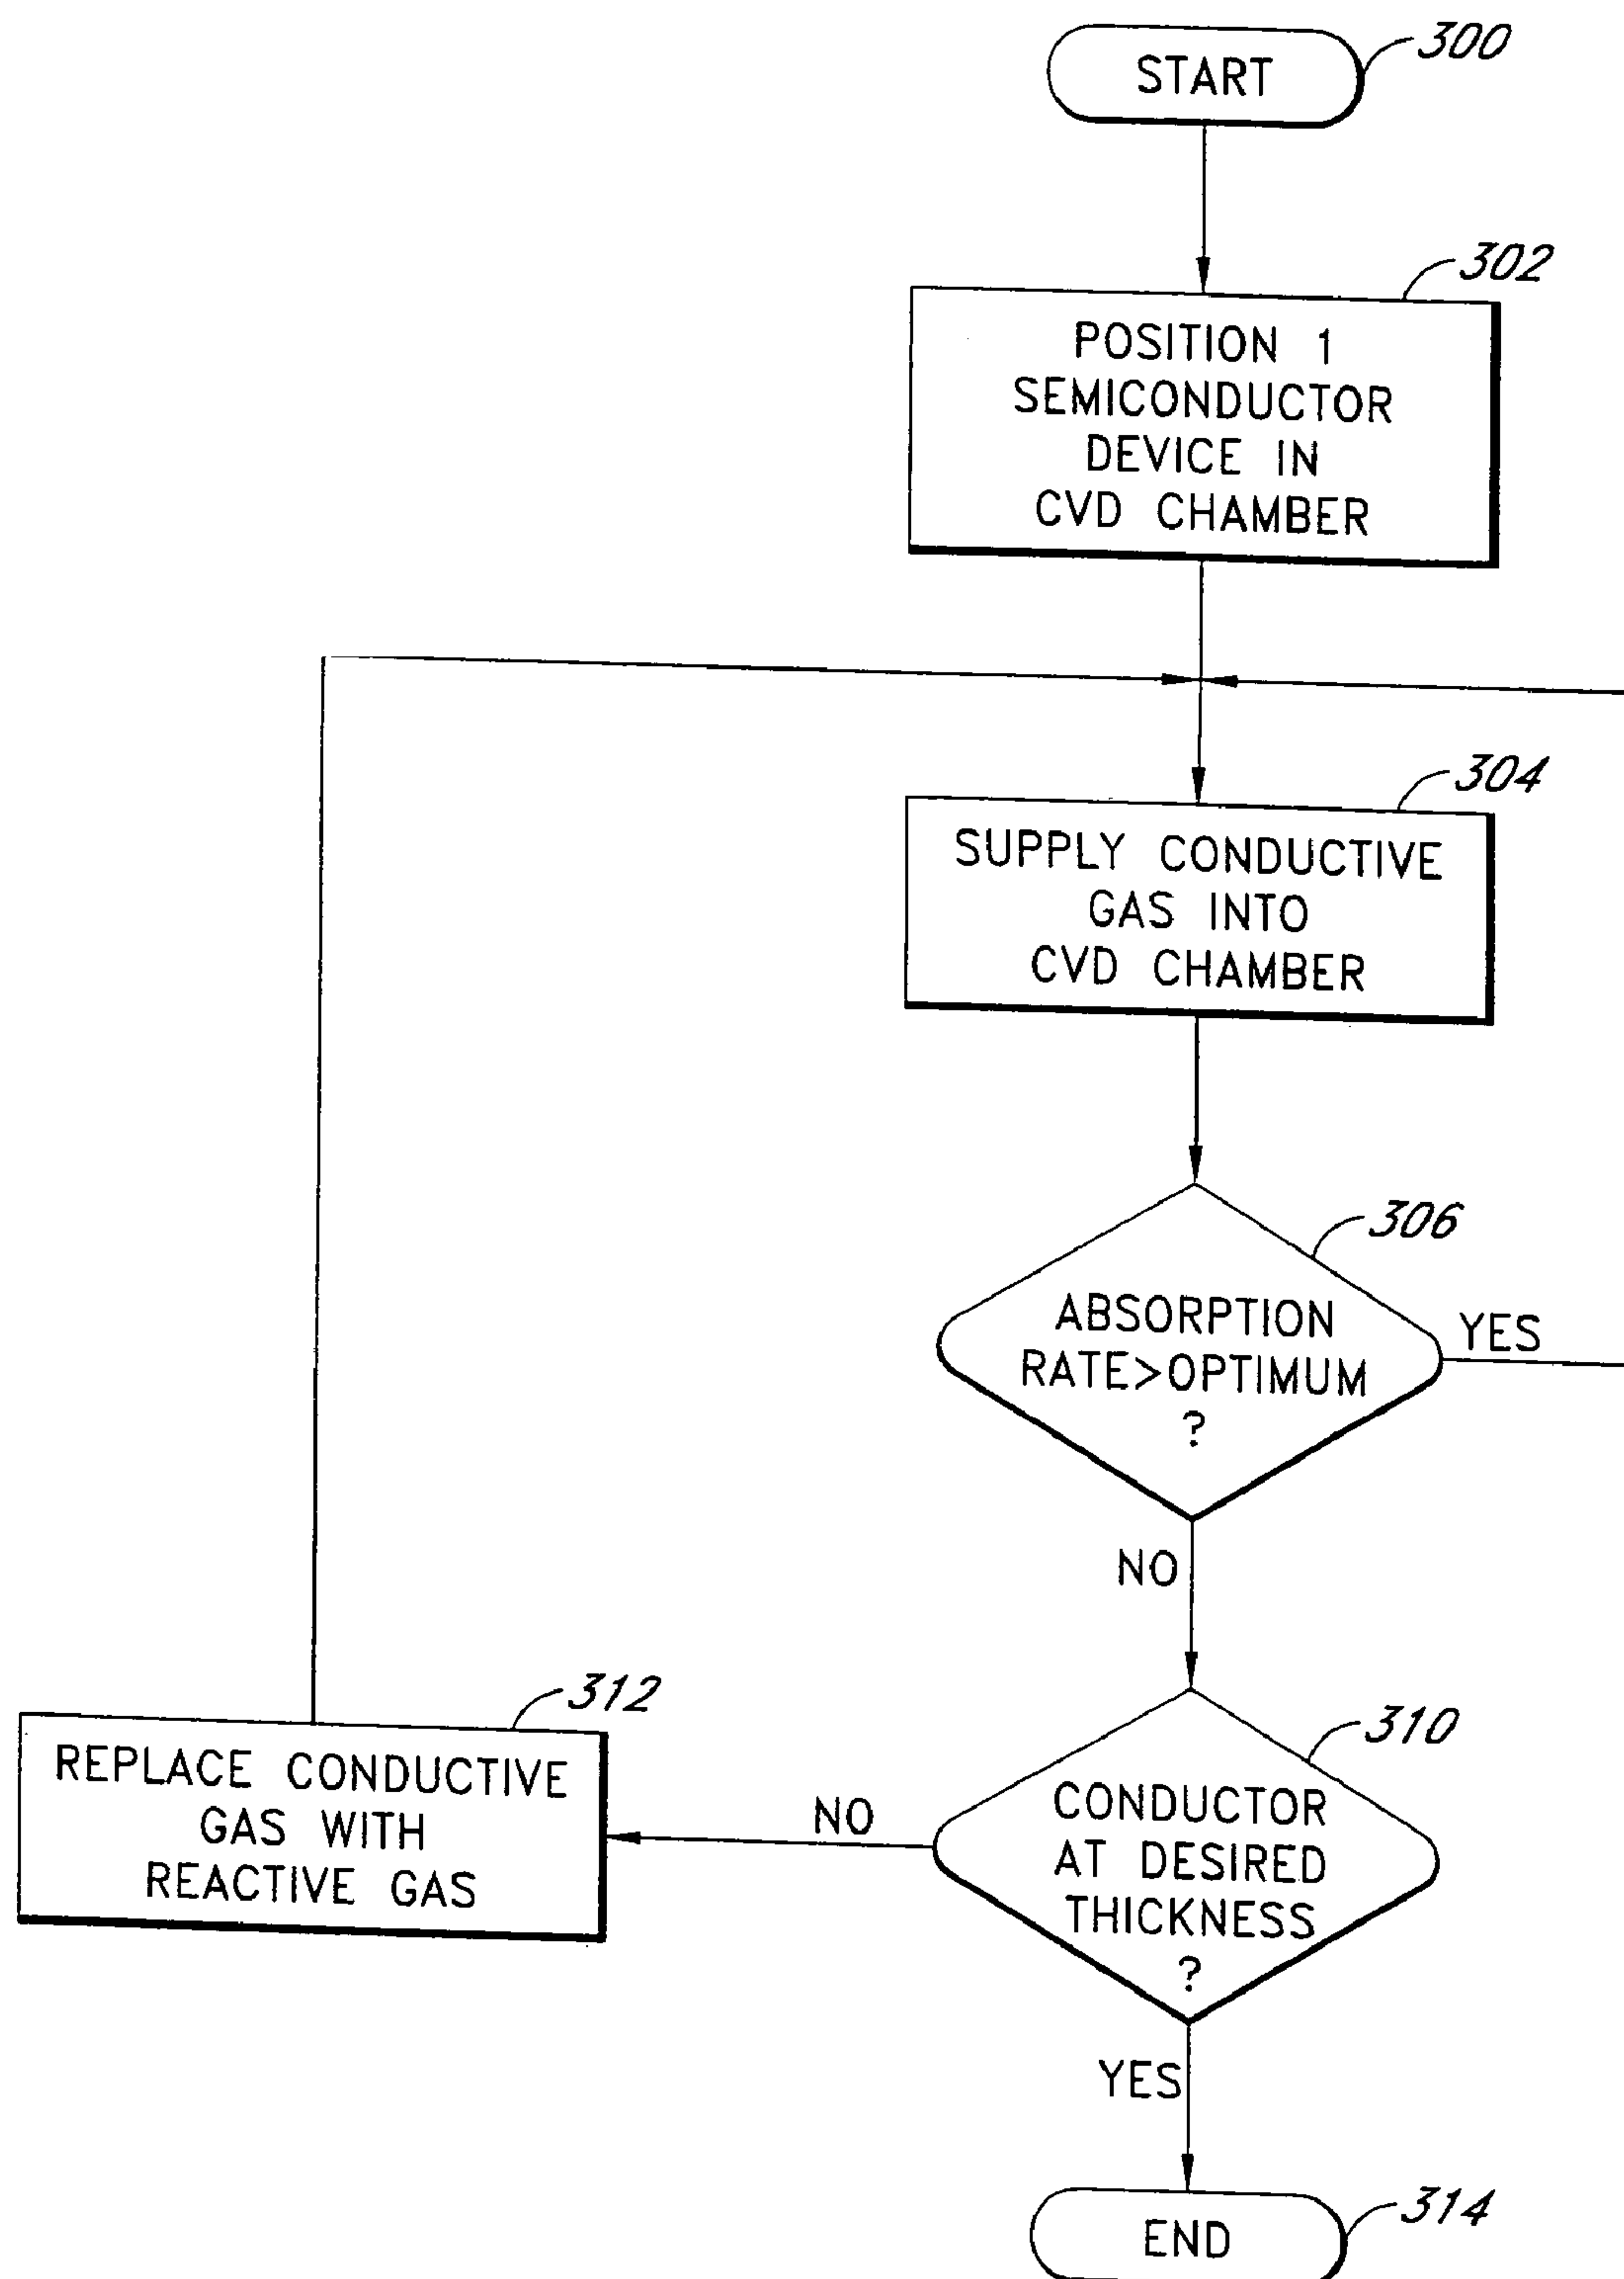 START
300
302
POSITION 1
SEMICONDUCTOR
DEVICE IN
CVD CHAMBER
304
SUPPLY CONDUCTIVE
GAS INTO
CVD CHAMBER
306
ABSORPTION
RATE>OPTIMUM
?
YES
NO
312
REPLACE CONDUCTIVE
GAS WITH
REACTIVE GAS
NO
310
CONDUCTOR
AT DESIRED
THICKNESS
?
YES
314
END